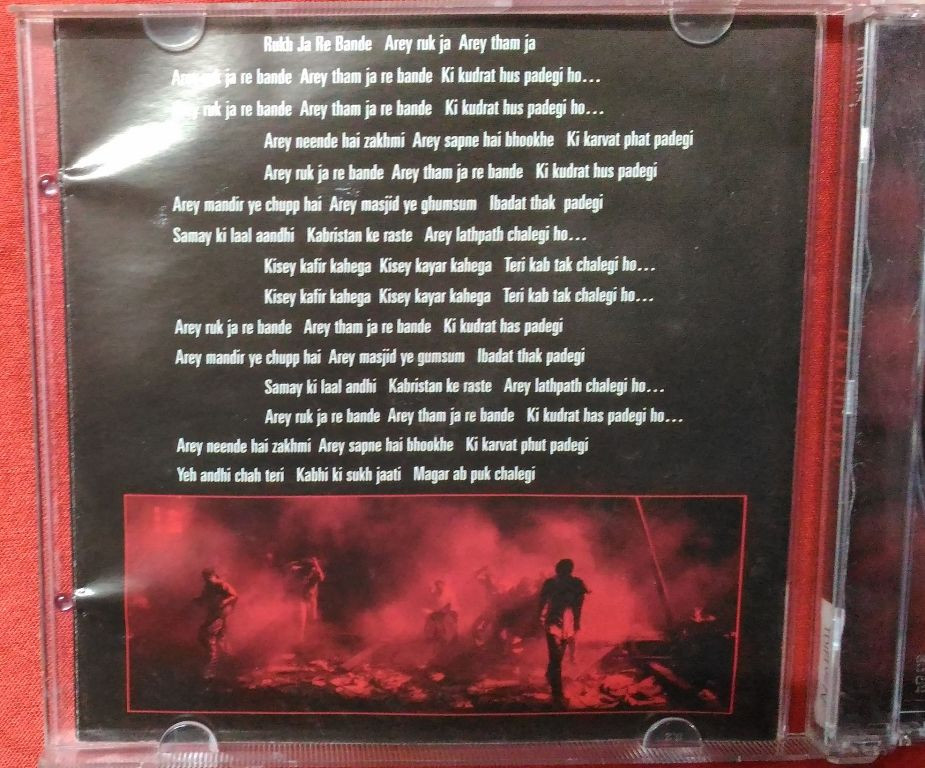 Rukh Ja Re Bande Arey ruk ja Arey tham ja
Arey ruk ja re bande Arey tham ja re bande Ki kudrat hus padegi ho...
Arey ruk ja re bande Arey tham ja re bande Ki kudrat hus padegi ho...
Arey neende hai zakhmi Arey sapne hai bhookhe Ki karvat phat padegi
Arey ruk ja re bande Arey tham ja re bande Ki kudrat hus padegi
Arey mandir ye chupp hai Arey masjid ye ghumsum Ibadat thak padegi
Samay ki laal aandhi Kabristan ke raste Arey lathpath chalegi ho...
Kisey kafir kahega Kisey kayar kahega Teri kab tak chalegi ho...
Kisey kafir kahega Kisey kayar kahega Teri kab tak chalegi ho...
Arey ruk ja re bande Arey tham ja re bande Ki kudrat has padegi
Arey mandir ye chupp hai Arey masjid ye gumsum Ibadat thak padegi
Samay ki laal andhi Kabristan ke raste Arey lathpath chalegi ho...
Arey ruk ja re bande Arey tham ja re bande Ki kudrat has padegi ho...
Arey neende hai zakhmi Arey sapne hai bhookhe Ki karvat phut padegi
Yeh andhi chah teri Kabhi ki sukh jaati Magar ab puk chalegi